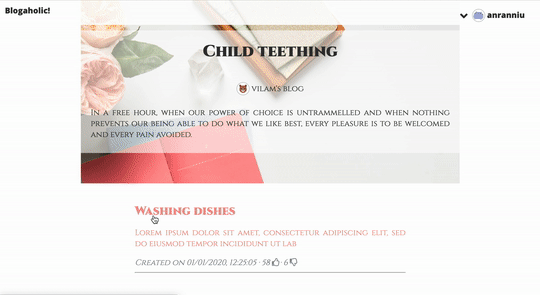 Blogaholic!
anranniu
Child teething
vilam's blog
In a free hour, when our power of choice is untrammelled and when nothing
prevents our being able to do what we like best, every pleasure is to be welcomed
and every pain avoided.
Washing dishes
Lorem ipsum dolor sit amet, consectetur adipiscing elit, sed
do eiusmod tempor incididunt ut lab
Created on 01/01/2020, 12:25:05 · 58 · 6